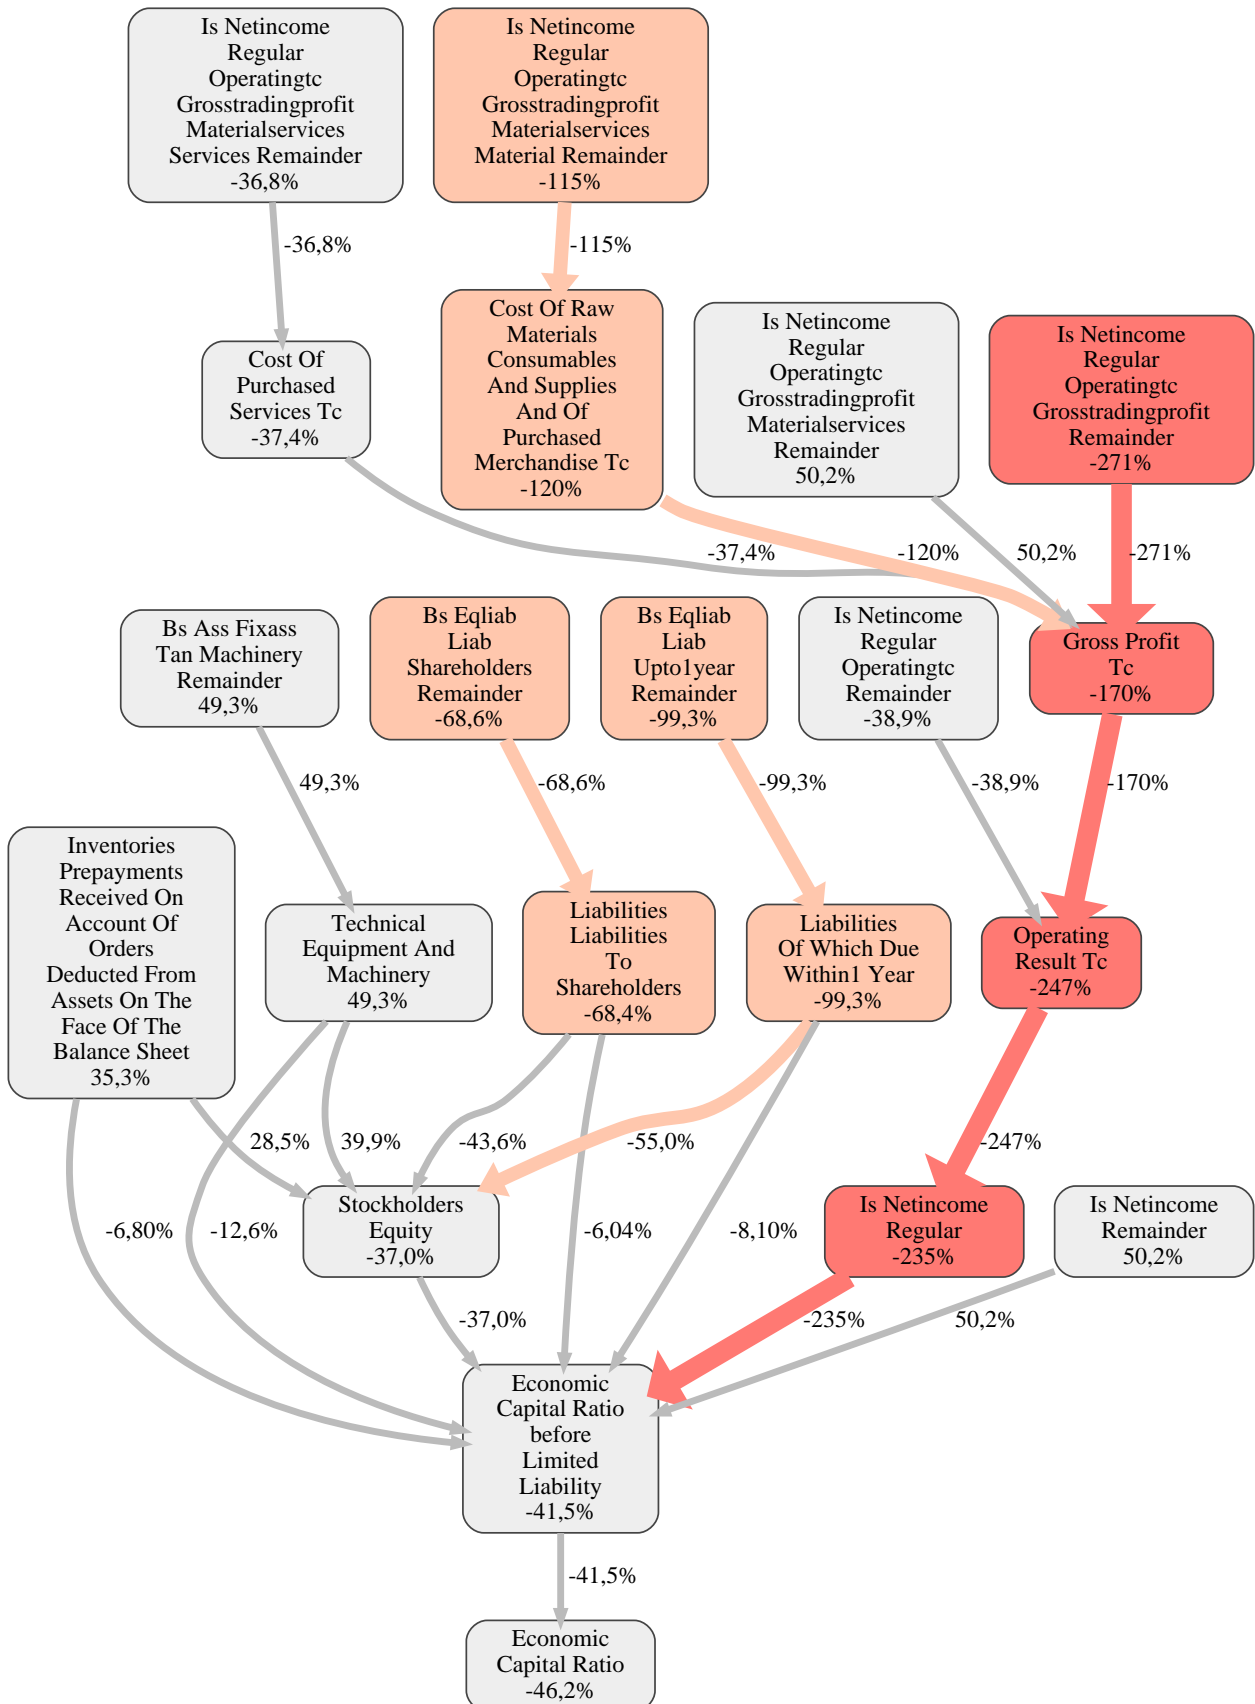 Is Netincome
Regular
Operatingtc
Grosstradingprofit
Materialservices
Services Remainder
-36,8%
Is Netincome
Regular
Operatingtc
Grosstradingprofit
Materialservices
Material Remainder
-115%
-36,8%
-115%
Cost Of
Purchased
Services Tc
-37,4%
Cost Of Raw
Materials
Consumables
And Supplies
And Of
Purchased
Merchandise Tc
-120%
Is Netincome
Regular
Operatingtc
Grosstradingprofit
Materialservices
Remainder
50,2%
Is Netincome
Regular
Operatingtc
Grosstradingprofit
Remainder
-271%
-37,4%
-120%
50,2%
-271%
Bs Ass Fixass
Tan Machinery
Remainder
49,3%
Bs Eqliab
Liab
Shareholders
Remainder
-68,6%
Bs Eqliab
Liab
Upto1year
Remainder
-99,3%
Is Netincome
Regular
Operatingtc
Remainder
-38,9%
Gross Profit
Tc
-170%
49,3%
-68,6%
-99,3%
-38,9%
-170%
Inventories
Prepayments
Received On
Account Of
Orders
Deducted From
Assets On The
Face Of The
Balance Sheet
35,3%
Technical
Equipment And
Machinery
49,3%
Liabilities
Liabilities
To
Shareholders
-68,4%
Liabilities
Of Which Due
Within1 Year
-99,3%
Operating
Result Tc
-247%
28,5%
39,9%
-43,6%
-55,0%
-247%
Stockholders
Equity
-37,0%
Is Netincome
Regular
-235%
Is Netincome
Remainder
50,2%
-6,80%
-12,6%
-6,04%
-8,10%
-37,0%
-235%
50,2%
Economic
Capital Ratio
before
Limited
Liability
-41,5%
-41,5%
Economic
Capital Ratio
-46,2%